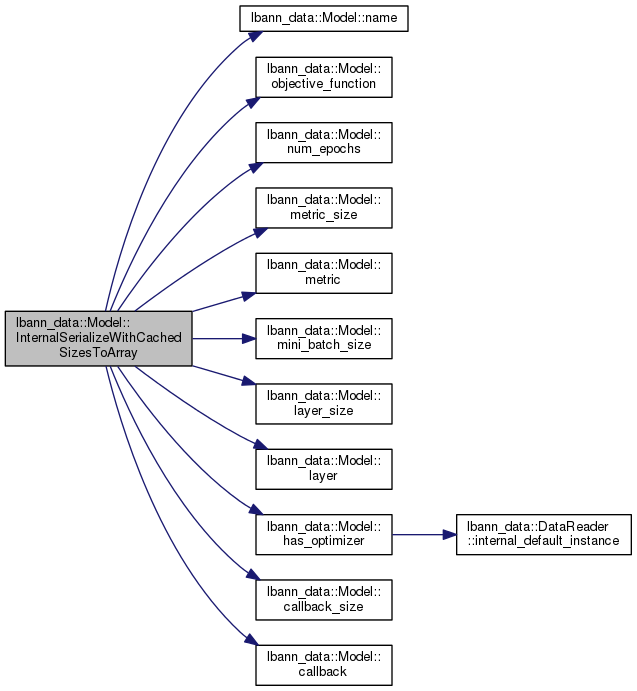 lbann_data::Model::name
lbann_data::Model::
objective_function
lbann_data::Model::
num_epochs
lbann_data::Model::
metric_size
lbann_data::Model::
metric
lbann_data::Model::
InternalSerializeWithCached
SizesToArray
lbann_data::Model::
mini_batch_size
lbann_data::Model::
layer_size
lbann_data::Model::
layer
lbann_data::Model::
has_optimizer
lbann_data::DataReader
::internal_default_instance
lbann_data::Model::
callback_size
lbann_data::Model::
callback